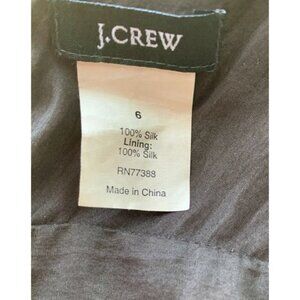 J.CREW
6
100% Silk
Lining:
100% Silk
RN77388
Made in China